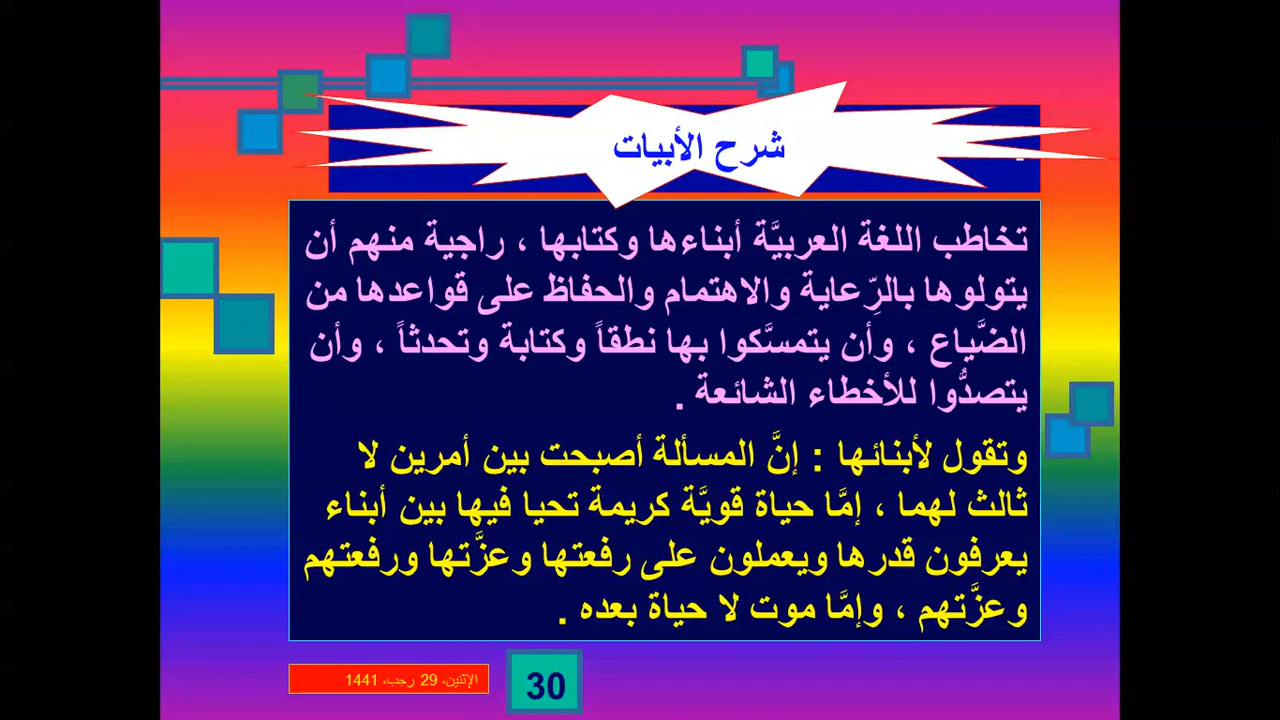 شرح الأبيات
تخاطب اللغة العربيَّة أبناءها وكتابها ، راجية منهم أن
يتولوها بالرِّعاية والاهتمام والحفاظ على قواعدها من
الضَّياع ، وأن يتمسَّكوا بها نطقاً وكتابة وتحدثاً ، وأن
يتصدُّوا للأخطاء الشائعة .
وتقول لأبنائها : إنَّ المسألة أصبحت بين أمرين لا
ثالث لهما ، إمَّا حياة قويَّة كريمة تحيا فيها بين أبناء
يعرفون قدرها ويعملون على رفعتها وعزَّتها ورفعتهم
وعزَّتهم ، وإمَّا موت لا حياة بعده .
الإثنين، 29 رجب، 1441
30